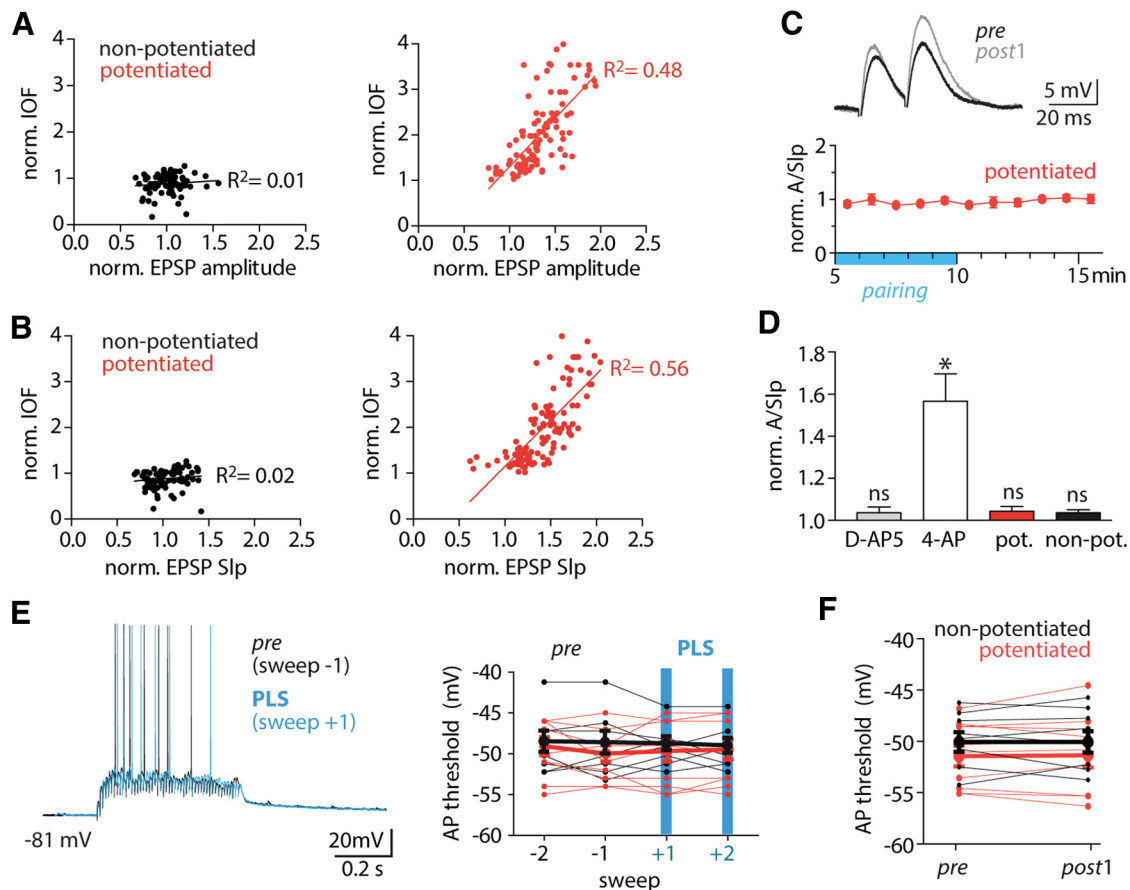 A
non-potentiated
potentiated
norm. IOF
4
3
2
1
0
0.0 0.5 1.0 1.5 2.0 2.5
norm. EPSP amplitude
R²= 0.01
4
3
2
1
0
0.0 0.5 1.0 1.5 2.0 2.5
norm. EPSP amplitude
R²= 0.48
B
non-potentiated
potentiated
norm. IOF
4
3
2
1
0
0.0 0.5 1.0 1.5 2.0 2.5
norm. EPSP Slp
R²= 0.02
norm. IOF
4
3
2
1
0
0.0 0.5 1.0 1.5 2.0 2.5
norm. EPSP Slp
R²= 0.56
C
pre
post1
5 mV
20 ms
norm. A/Slp
2
1
0
potentiated
5 10 15 min
pairing
D
norm. A/Slp
1.8
1.6
1.4
1.2
1.0
ns * ns ns
D-AP5 4-AP pot. non-pot.
E
pre
(sweep -1)
PLS
(sweep +1)
-81 mV
20mV
0.2 s
pre PLS
AP threshold (mV)
-40
-45
-50
-55
-60
-2 -1 +1 +2
sweep
F
non-potentiated
potentiated
AP threshold (mV)
-40
-45
-50
-55
-60
pre post1